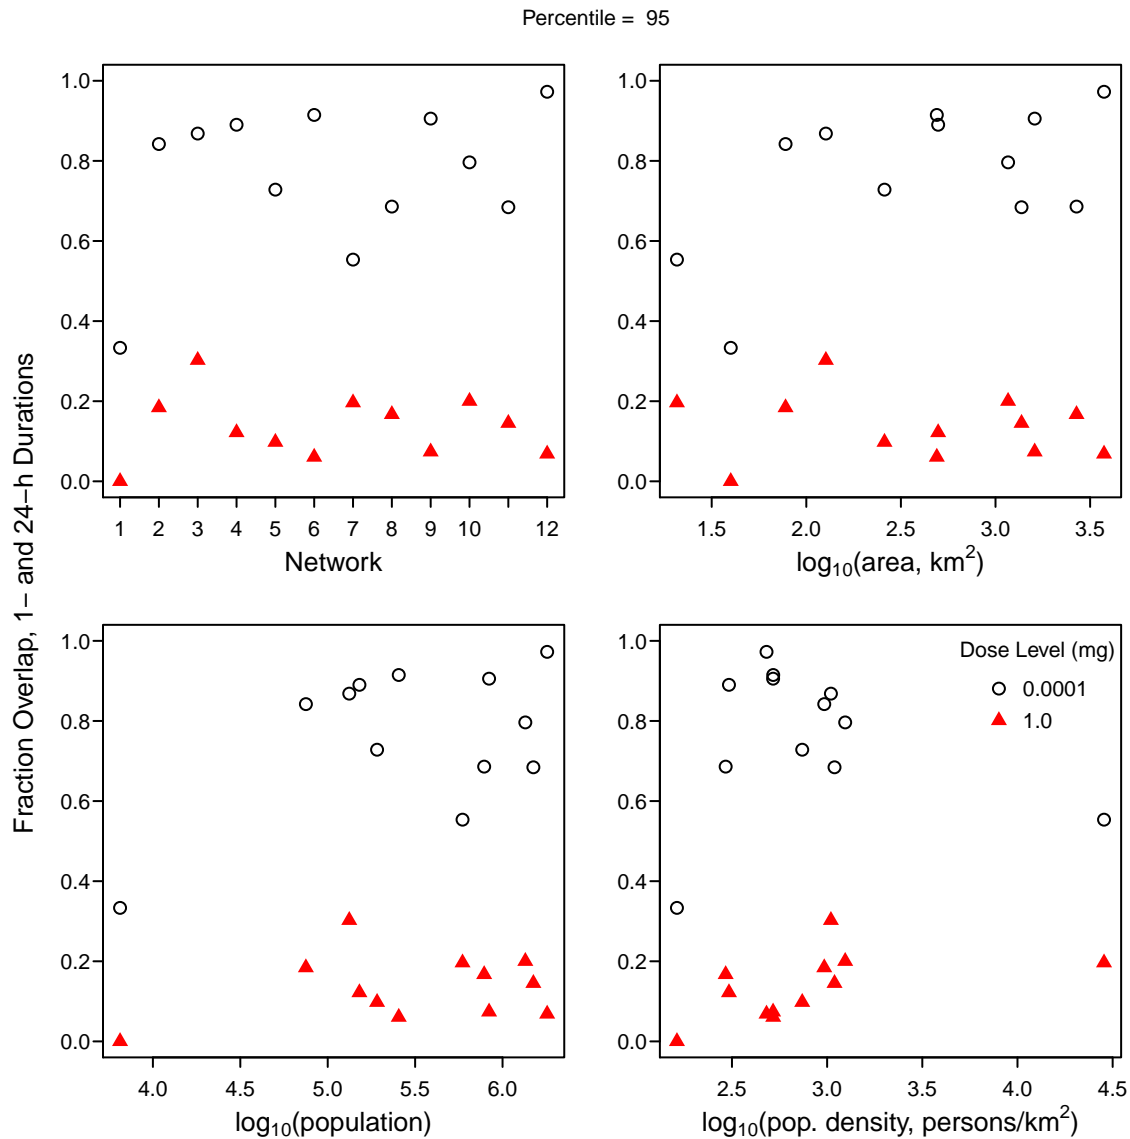 Percentile = 95
Fraction Overlap, 1− and 24−h Durations
1.0
0.8
0.6
0.4
0.2
0.0
1 2 3 4 5 6 7 8 9 10 12
Network
1.0
0.8
0.6
0.4
0.2
0.0
1.5 2.0 2.5 3.0 3.5
log₁₀(area, km²)
1.0
0.8
0.6
0.4
0.2
0.0
4.0 4.5 5.0 5.5 6.0
log₁₀(population)
1.0
0.8
0.6
0.4
0.2
0.0
Dose Level (mg)
0.0001
1.0
2.5 3.0 3.5 4.0 4.5
log₁₀(pop. density, persons/km²)